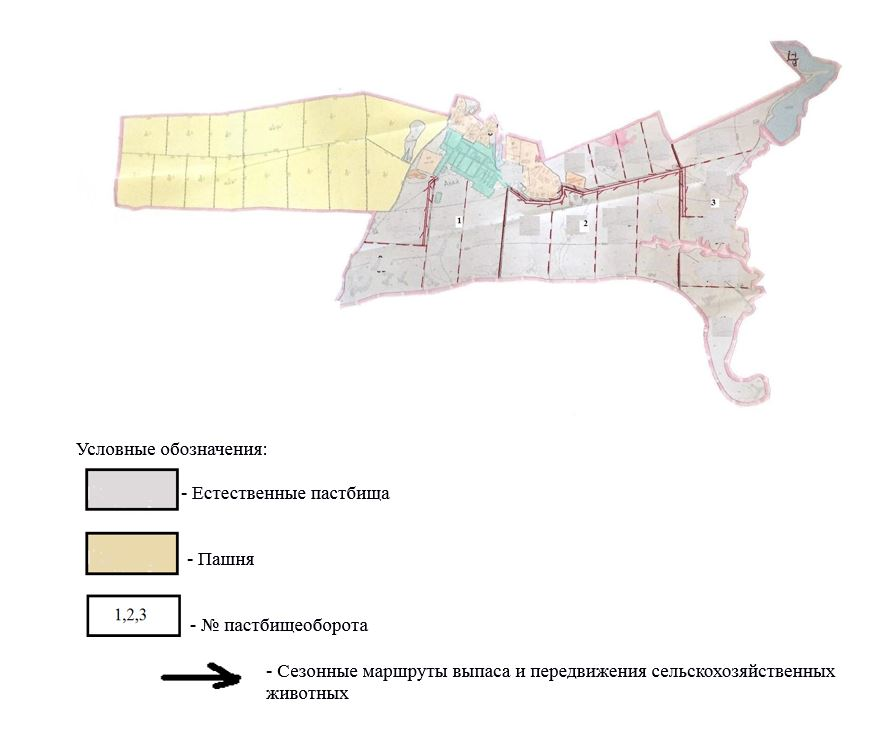 1
2
3
Условные обозначения:
- Естественные пастбища
- Пашня
1,2,3
- № пастбищеоборота
- Сезонные маршруты выпаса и передвижения сельскохозяйственных
животных